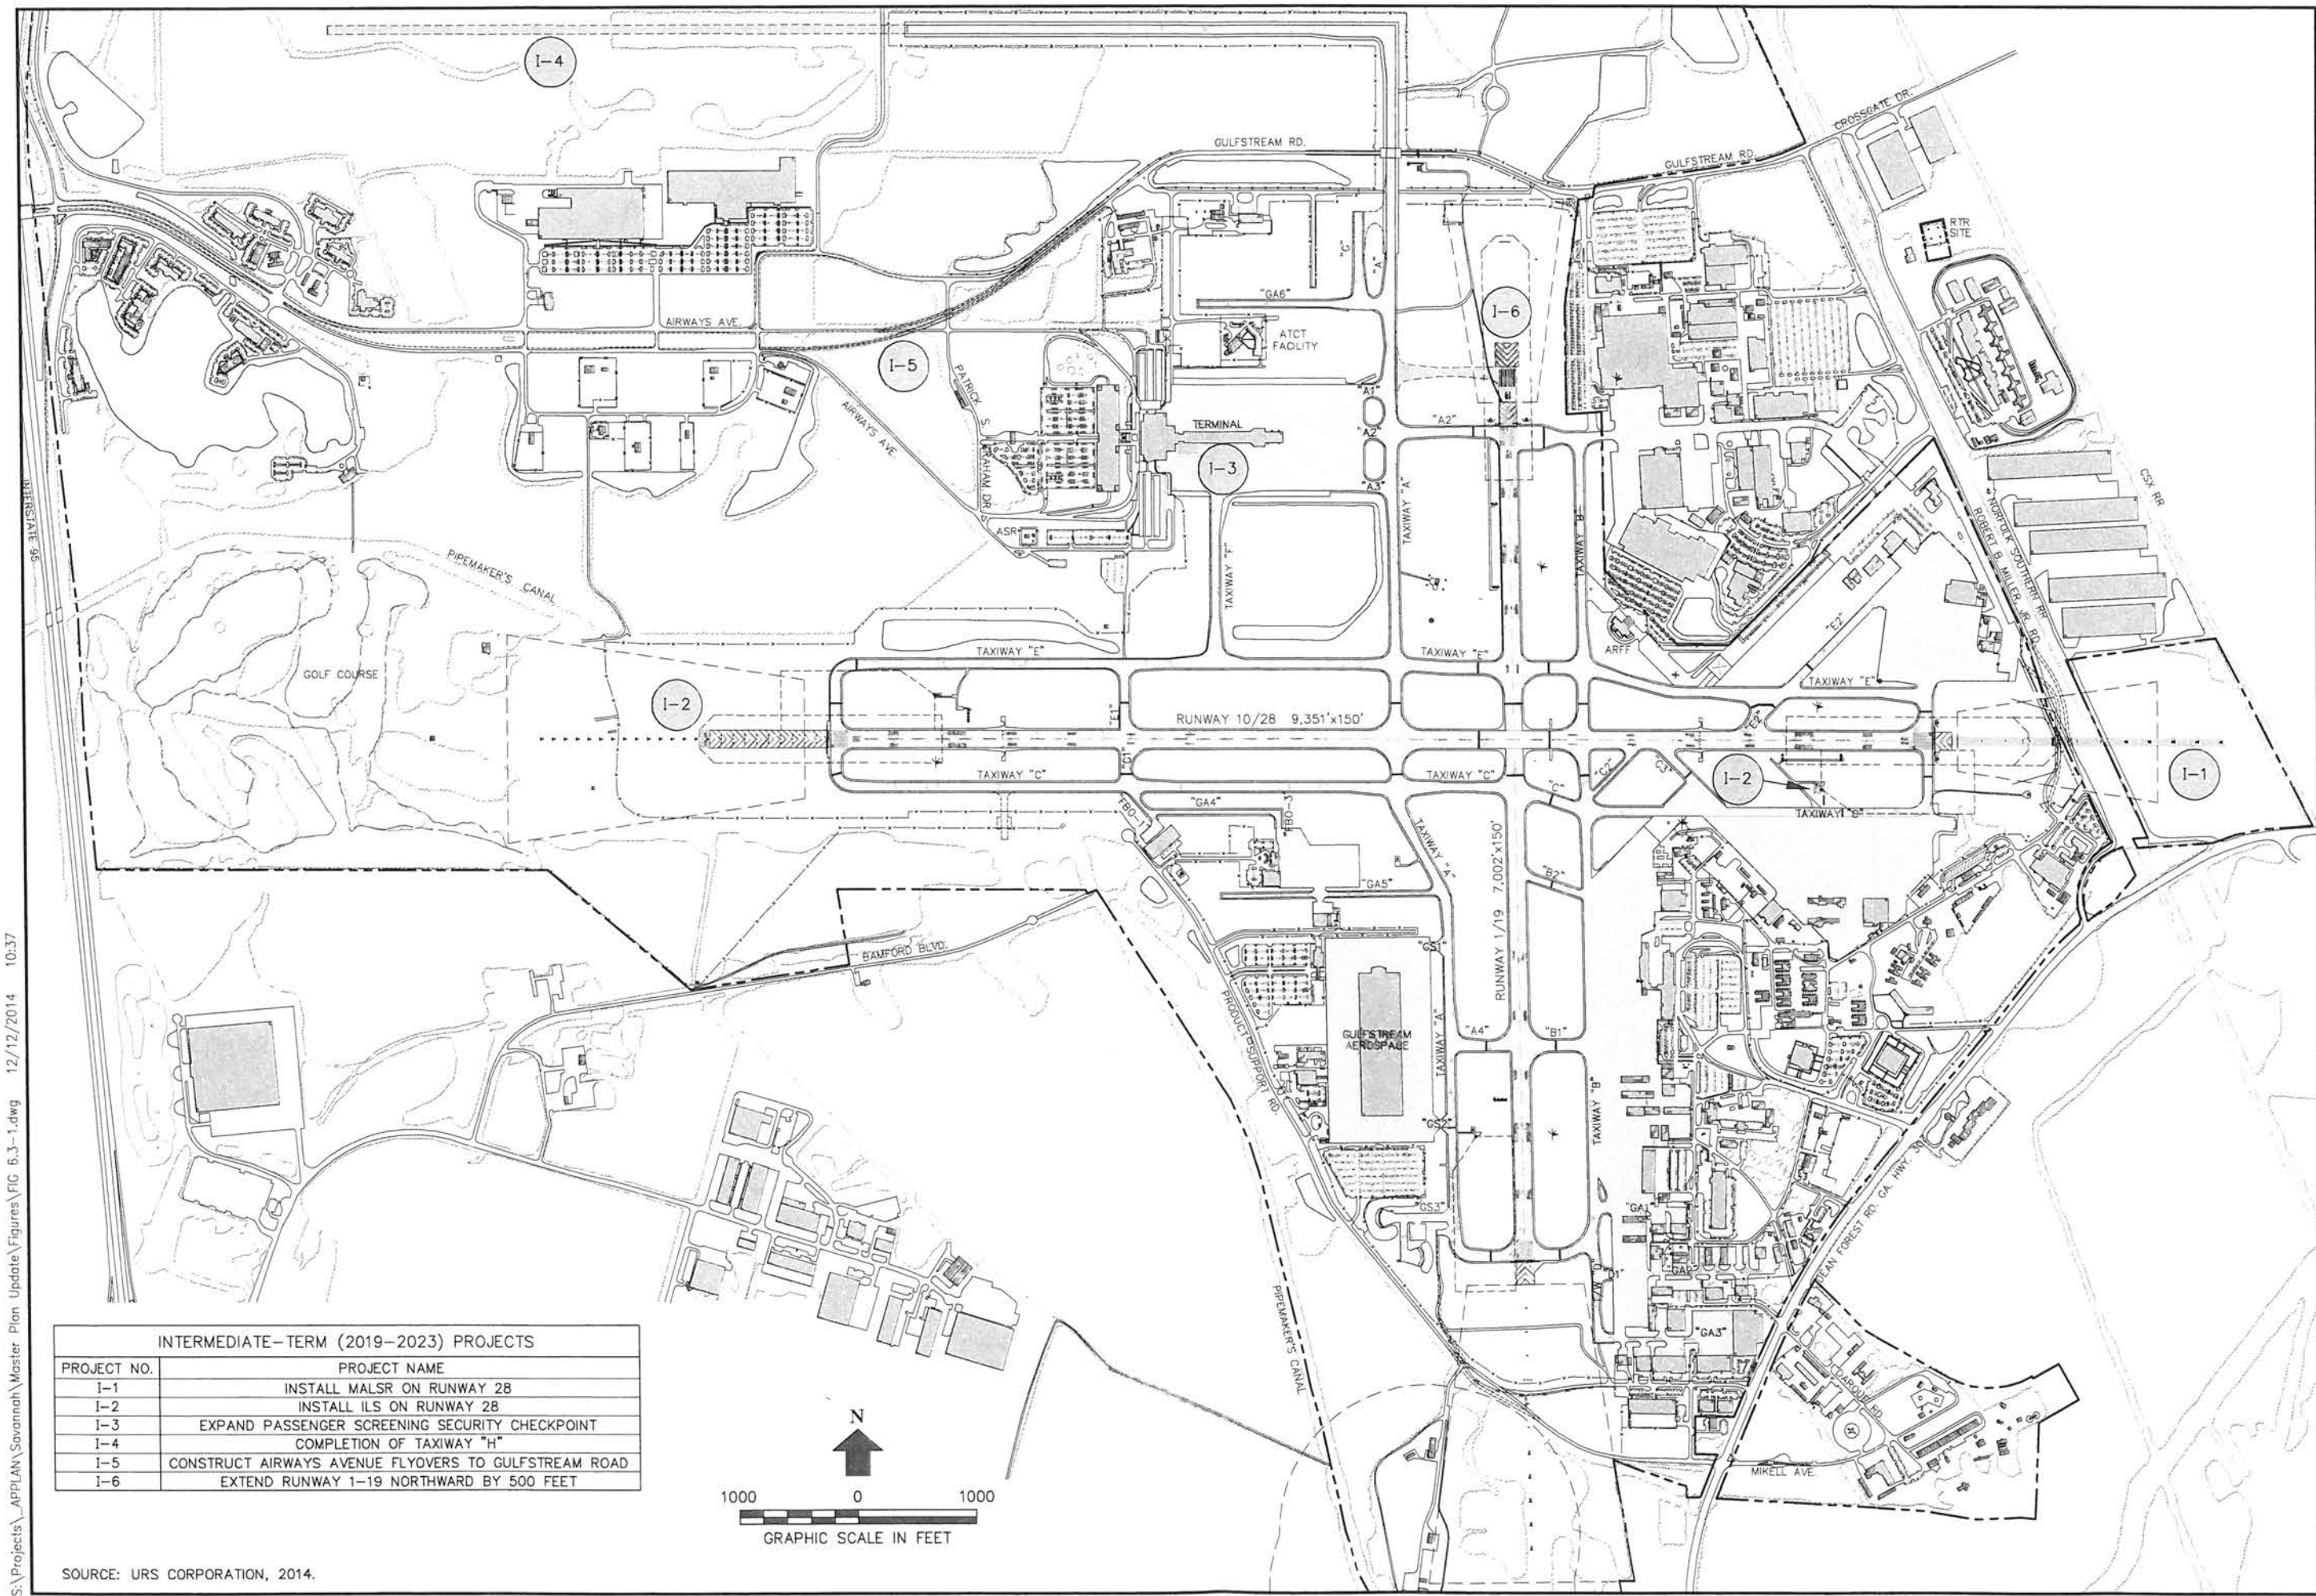 I-4
GULFSTREAM RD.
CROSSGATE DR.
GULFSTREAM RD.
RTR
SITE
"G"
"A"
"GA6"
I-6
AIRWAYS AVE.
ATCT
FACILITY
I-5
PATRICK S. GRAHAM DR.
"A1"
AIRWAYS AVE
TERMINAL
"A2"
"A2"
I-3
"A3"
CSX RR
INTERSTATE 95
TAXIWAY "A"
TAXIWAY "B"
NORFOLK SOUTHERN RR
ROBERT B. MILLER JR. RD.
ASR
PIPEMAKER'S CANAL
TAXIWAY "F"
"E2"
ARFF
TAXIWAY "E"
TAXIWAY "E"
GOLF COURSE
TAXIWAY "E"
I-2
"E1"
RUNWAY 10/28 9,351'x150'
"E2"
"C1"
TAXIWAY "C"
TAXIWAY "C"
"C2"
"C3"
I-2
I-1
"C"
"GA4"
FBO-1
FBO-3
TAXIWAY "C"
TAXIWAY "A"
RUNWAY 1/19 7,002'x150'
"B2"
"GA5"
BAMFORD BLVD.
"GS1"
PRODUCT SUPPORT RD.
GULFSTREAM
AEROSPACE
TAXIWAY "A"
"A4"
"B1"
TAXIWAY "B"
"GS2"
"GS3"
"GA1"
DEAN FOREST RD. GA. HWY. 307
"D1"
"GA2"
PIPEMAKER'S CANAL
"GA3"
DAROUR RD
MIKELL AVE.
INTERMEDIATE-TERM (2019-2023) PROJECTS
PROJECT NO. PROJECT NAME
I-1 INSTALL MALSR ON RUNWAY 28
I-2 INSTALL ILS ON RUNWAY 28
I-3 EXPAND PASSENGER SCREENING SECURITY CHECKPOINT
I-4 COMPLETION OF TAXIWAY "H"
I-5 CONSTRUCT AIRWAYS AVENUE FLYOVERS TO GULFSTREAM ROAD
I-6 EXTEND RUNWAY 1-19 NORTHWARD BY 500 FEET
N
1000 0 1000
GRAPHIC SCALE IN FEET
SOURCE: URS CORPORATION, 2014.
S:\Projects\_APPLAN\Savannah\Master Plan Update\Figures\FIG 6.3-1.dwg 12/12/2014 10:37